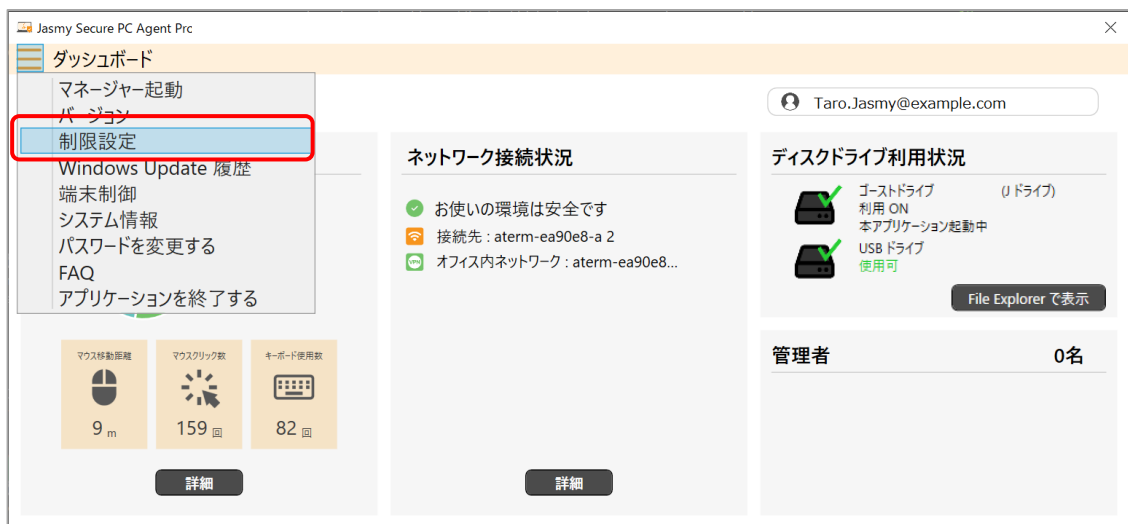 Jasmy Secure PC Agent Prc
ダッシュボード
マネージャー起動
バージョン
制限設定
Windows Update 履歴
端末制御
システム情報
パスワードを変更する
FAQ
アプリケーションを終了する
Taro.Jasmy@example.com
マウス移動距離
9 m
マウスクリック数
159 回
キーボード使用数
82 回
詳細
ネットワーク接続状況
お使いの環境は安全です
接続先 : aterm-ea90e8-a 2
VPN
オフィス内ネットワーク : aterm-ea90e8...
詳細
ディスクドライブ利用状況
ゴーストドライブ (J ドライブ)
利用 ON
本アプリケーション起動中
USB ドライブ
使用可
File Explorer で表示
管理者 0名